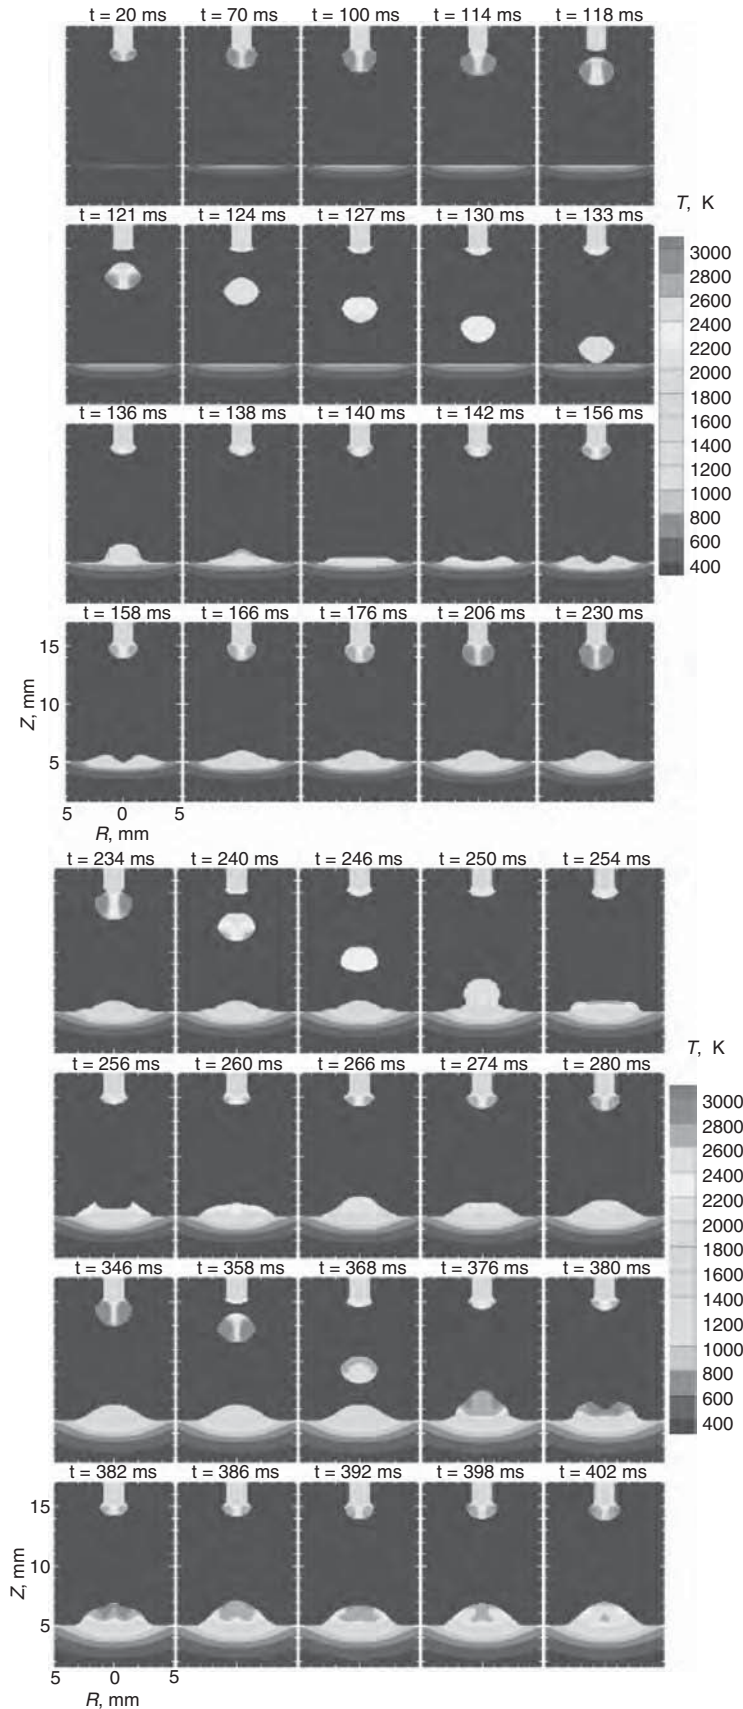 t = 20 ms t = 70 ms t = 100 ms t = 114 ms t = 118 ms
t = 121 ms t = 124 ms t = 127 ms t = 130 ms t = 133 ms
T, K
3000
2800
2600
2400
2200
2000
1800
1600
1400
1200
1000
800
600
400
t = 136 ms t = 138 ms t = 140 ms t = 142 ms t = 156 ms
t = 158 ms t = 166 ms t = 176 ms t = 206 ms t = 230 ms
15
10
5
Z, mm
5 0 5
R, mm
t = 234 ms t = 240 ms t = 246 ms t = 250 ms t = 254 ms
t = 256 ms t = 260 ms t = 266 ms t = 274 ms t = 280 ms
T, K
3000
2800
2600
2400
2200
2000
1800
1600
1400
1200
1000
800
600
400
t = 346 ms t = 358 ms t = 368 ms t = 376 ms t = 380 ms
t = 382 ms t = 386 ms t = 392 ms t = 398 ms t = 402 ms
15
10
5
Z, mm
5 0 5
R, mm